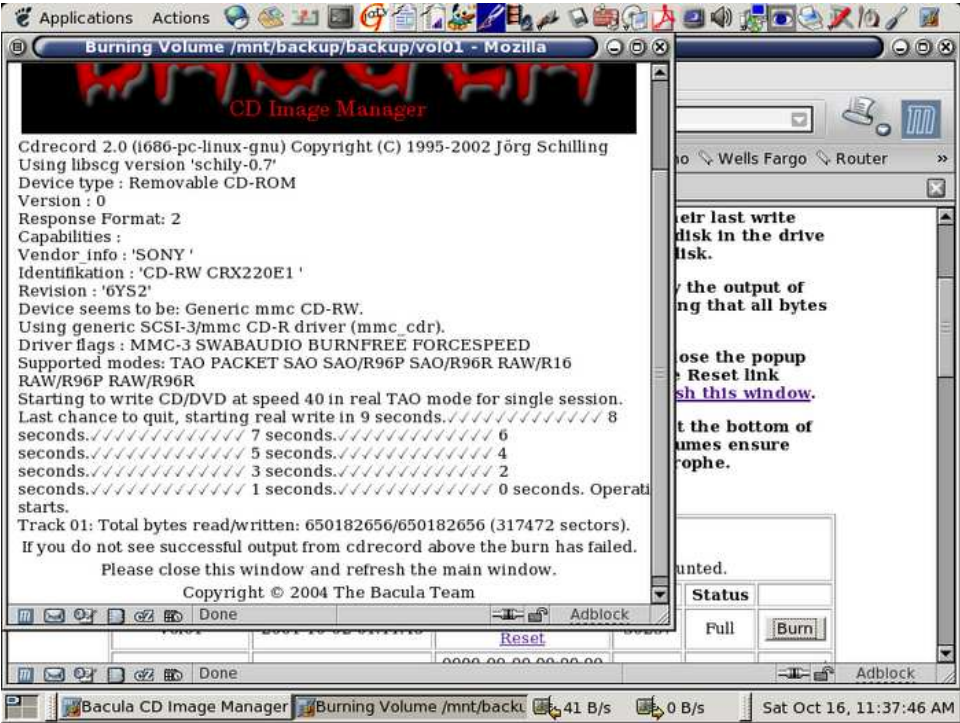 Applications Actions
Burning Volume /mnt/backup/backup/vol01 - Mozilla
CD Image Manager
Cdrecord 2.0 (i686-pc-linux-gnu) Copyright (C) 1995-2002 Jörg Schilling
Using libscg version 'schily-0.7'
Device type : Removable CD-ROM
Version : 0
Response Format: 2
Capabilities :
Vendor_info : 'SONY '
Identifikation : 'CD-RW CRX220E1 '
Revision : '6YS2'
Device seems to be: Generic mmc CD-RW.
Using generic SCSI-3/mmc CD-R driver (mmc_cdr).
Driver flags : MMC-3 SWABAUDIO BURNFREE FORCESPEED
Supported modes: TAO PACKET SAO SAO/R96P SAO/R96R RAW/R16
RAW/R96P RAW/R96R
Starting to write CD/DVD at speed 40 in real TAO mode for single session.
Last chance to quit, starting real write in 9 seconds.✓✓✓✓✓✓✓✓✓✓✓✓✓ 8
seconds.✓✓✓✓✓✓✓✓✓✓✓✓✓ 7 seconds.✓✓✓✓✓✓✓✓✓✓✓✓✓ 6
seconds.✓✓✓✓✓✓✓✓✓✓✓✓✓ 5 seconds.✓✓✓✓✓✓✓✓✓✓✓✓✓ 4
seconds.✓✓✓✓✓✓✓✓✓✓✓✓✓ 3 seconds.✓✓✓✓✓✓✓✓✓✓✓✓✓ 2
seconds.✓✓✓✓✓✓✓✓✓✓✓✓✓ 1 seconds.✓✓✓✓✓✓✓✓✓✓✓✓✓ 0 seconds. Operati
starts.
Track 01: Total bytes read/written: 650182656/650182656 (317472 sectors).
If you do not see successful output from cdrecord above the burn has failed.
Please close this window and refresh the main window.
Copyright © 2004 The Bacula Team
Done Adblock
Wells Fargo Router »
eir last write
disk in the drive
disk.
the output of
ng that all bytes
ose the popup
Reset link
sh this window.
t the bottom of
umes ensure
rophe.
unted.
Status
Reset Full Burn
Done Adblock
Bacula CD Image Manager Burning Volume /mnt/backu 41 B/s 0 B/s Sat Oct 16, 11:37:46 AM